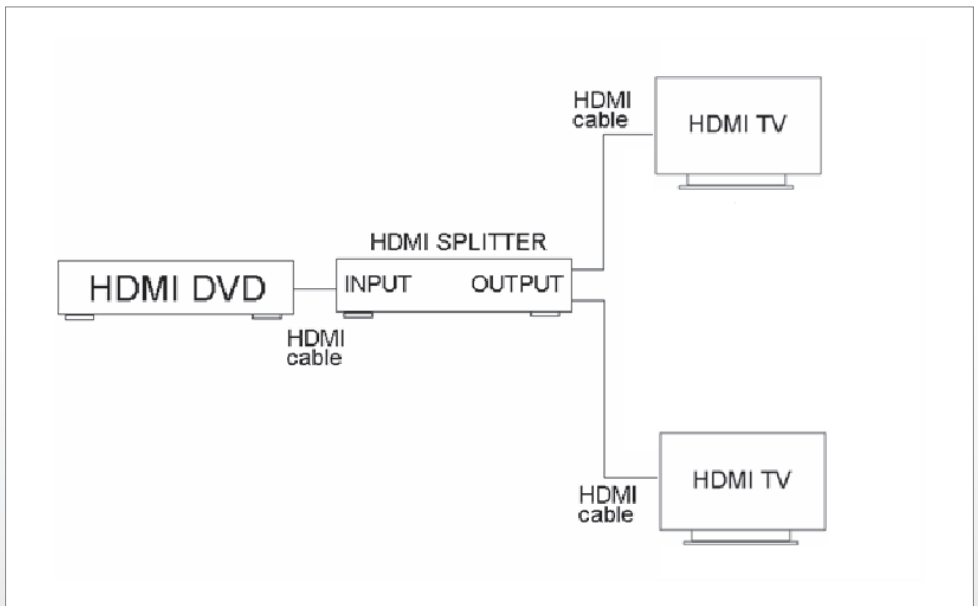 HDMI
cable
HDMI TV
HDMI SPLITTER
HDMI DVD
INPUT
OUTPUT
HDMI
cable
HDMI TV
HDMI
cable